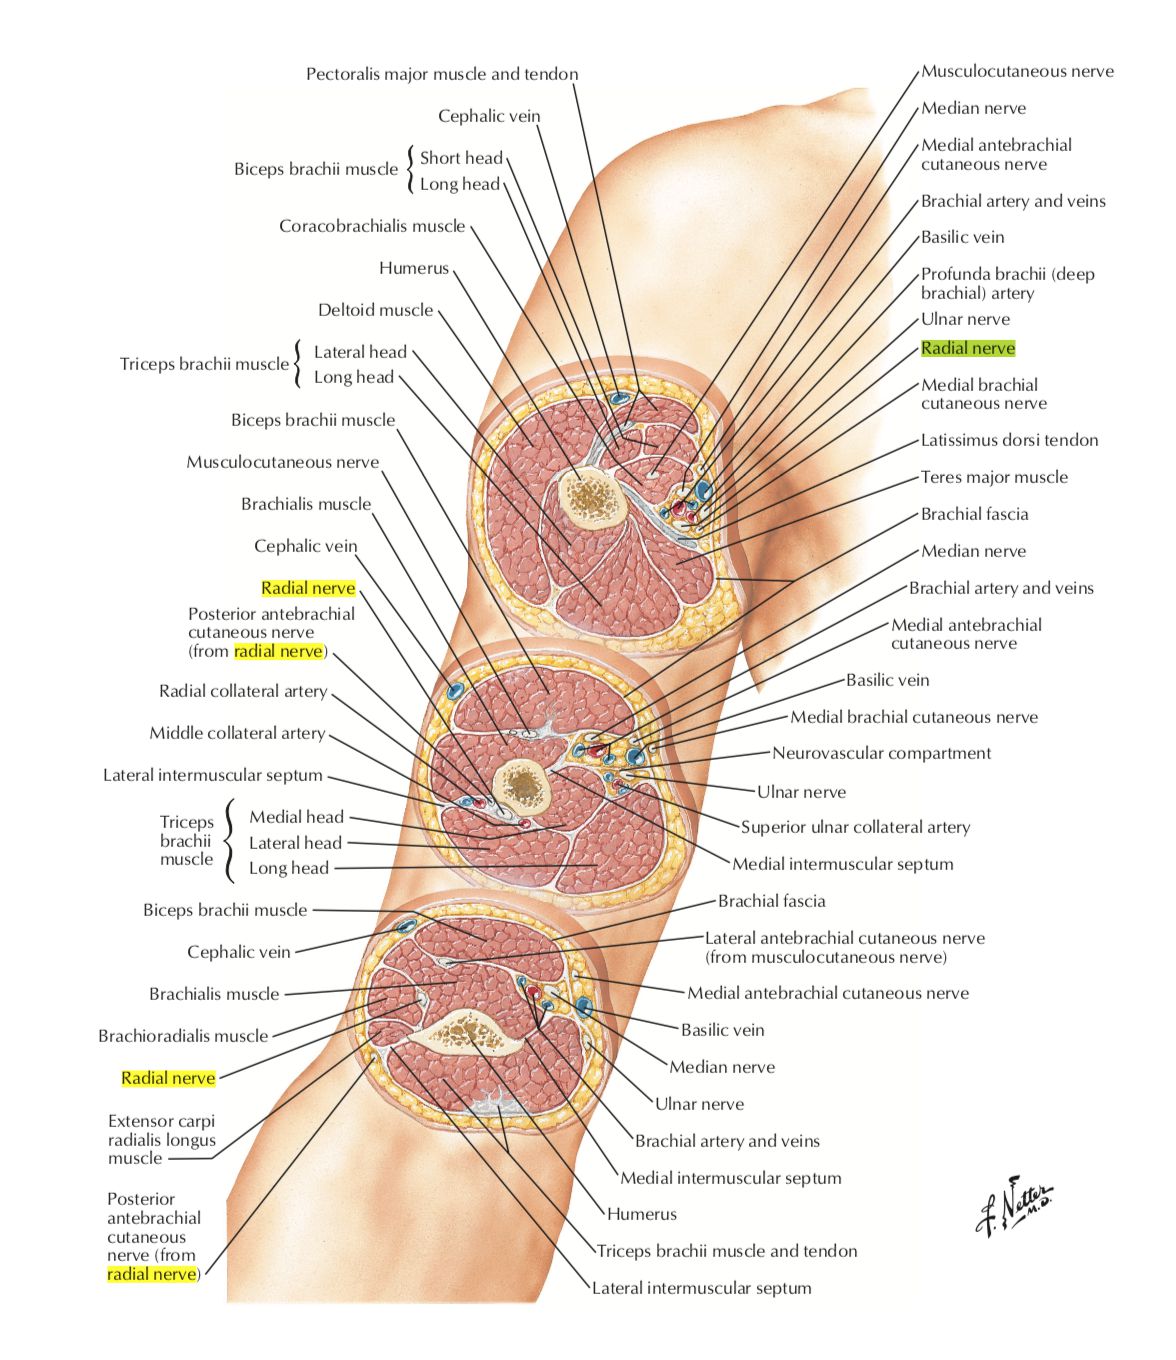 Pectoralis major muscle and tendon
Cephalic vein
Biceps brachii muscle
Short head
Long head
Coracobrachialis muscle
Humerus
Deltoid muscle
Triceps brachii muscle
Lateral head
Long head
Biceps brachii muscle
Musculocutaneous nerve
Brachialis muscle
Cephalic vein
Radial nerve
Posterior antebrachial
cutaneous nerve
(from radial nerve)
Radial collateral artery
Middle collateral artery
Lateral intermuscular septum
Triceps
brachii
muscle
Medial head
Lateral head
Long head
Biceps brachii muscle
Cephalic vein
Brachialis muscle
Brachioradialis muscle
Radial nerve
Extensor carpi
radialis longus
muscle
Posterior
antebrachial
cutaneous
nerve (from
radial nerve)
Musculocutaneous nerve
Median nerve
Medial antebrachial
cutaneous nerve
Brachial artery and veins
Basilic vein
Profunda brachii (deep
brachial) artery
Ulnar nerve
Radial nerve
Medial brachial
cutaneous nerve
Latissimus dorsi tendon
Teres major muscle
Brachial fascia
Median nerve
Brachial artery and veins
Medial antebrachial
cutaneous nerve
Basilic vein
Medial brachial cutaneous nerve
Neurovascular compartment
Ulnar nerve
Superior ulnar collateral artery
Medial intermuscular septum
Brachial fascia
Lateral antebrachial cutaneous nerve
(from musculocutaneous nerve)
Medial antebrachial cutaneous nerve
Basilic vein
Median nerve
Ulnar nerve
Brachial artery and veins
Medial intermuscular septum
Humerus
Triceps brachii muscle and tendon
Lateral intermuscular septum
F. Netter
M.D.